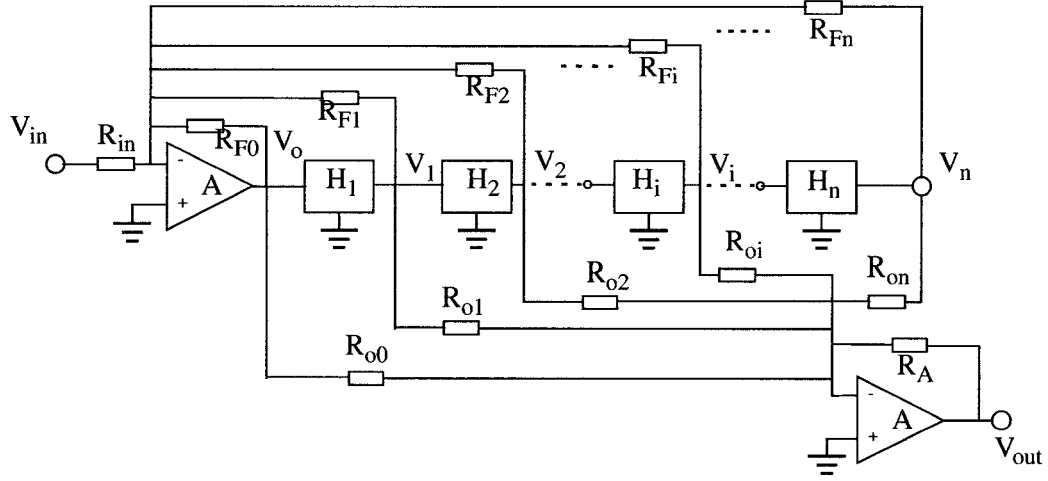 R_Fn
R_Fi
R_F2
R_F1
V_in
R_in
R_F0
V_o
V_1
V_2
V_i
V_n
-
A
+
H_1
H_2
H_i
H_n
R_oi
R_o2
R_on
R_o1
R_o0
R_A
-
A
+
V_out